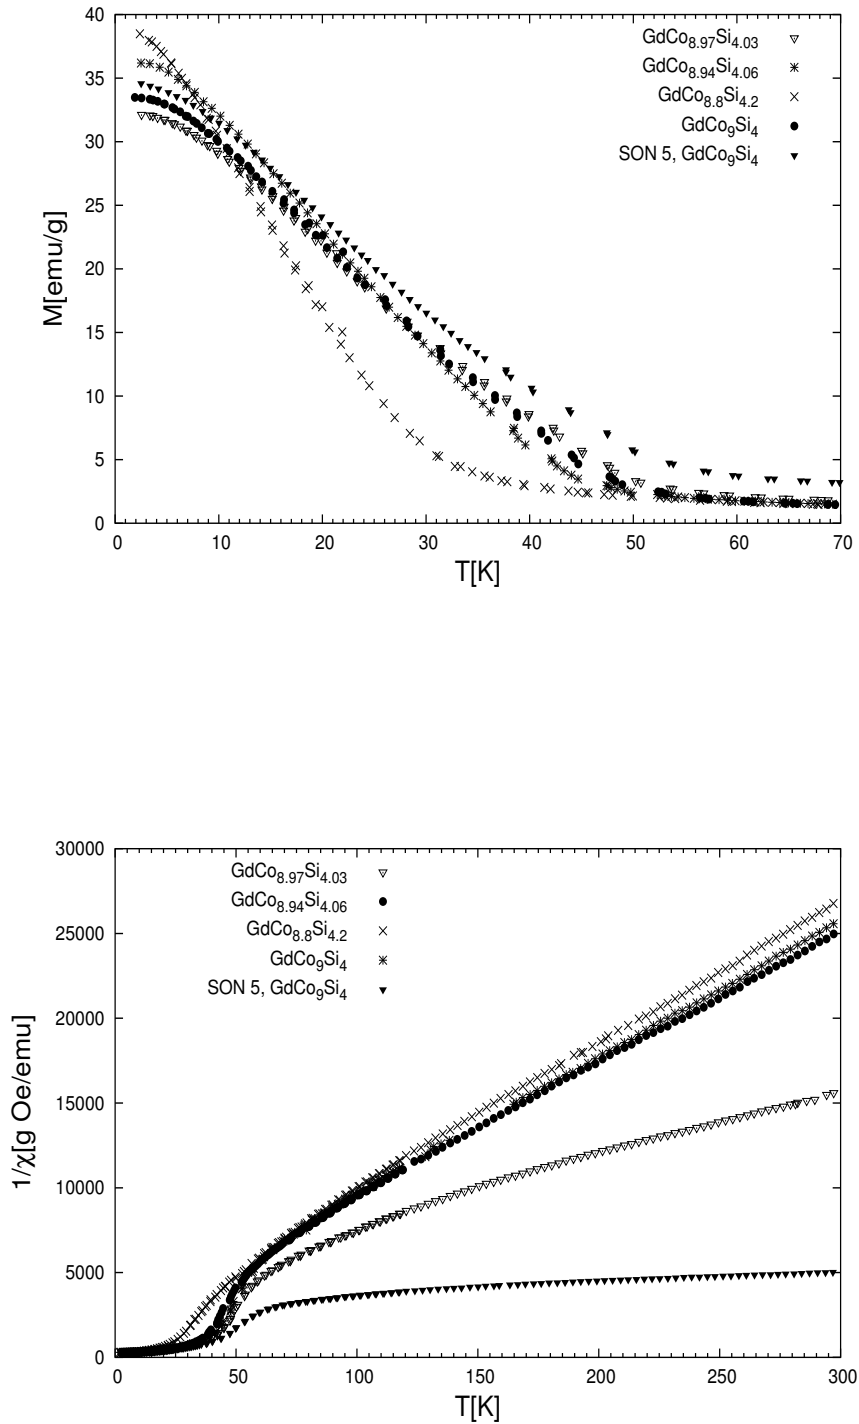 40
35
30
25
20
15
10
5
0
M[emu/g]
GdCo8.97Si4.03
GdCo8.94Si4.06
GdCo8.8Si4.2
GdCo9Si4
SON 5, GdCo9Si4
0 10 20 30 40 50 60 70
T[K]
30000
25000
20000
15000
10000
5000
0
1/χ[g Oe/emu]
GdCo8.97Si4.03
GdCo8.94Si4.06
GdCo8.8Si4.2
GdCo9Si4
SON 5, GdCo9Si4
0 50 100 150 200 250 300
T[K]